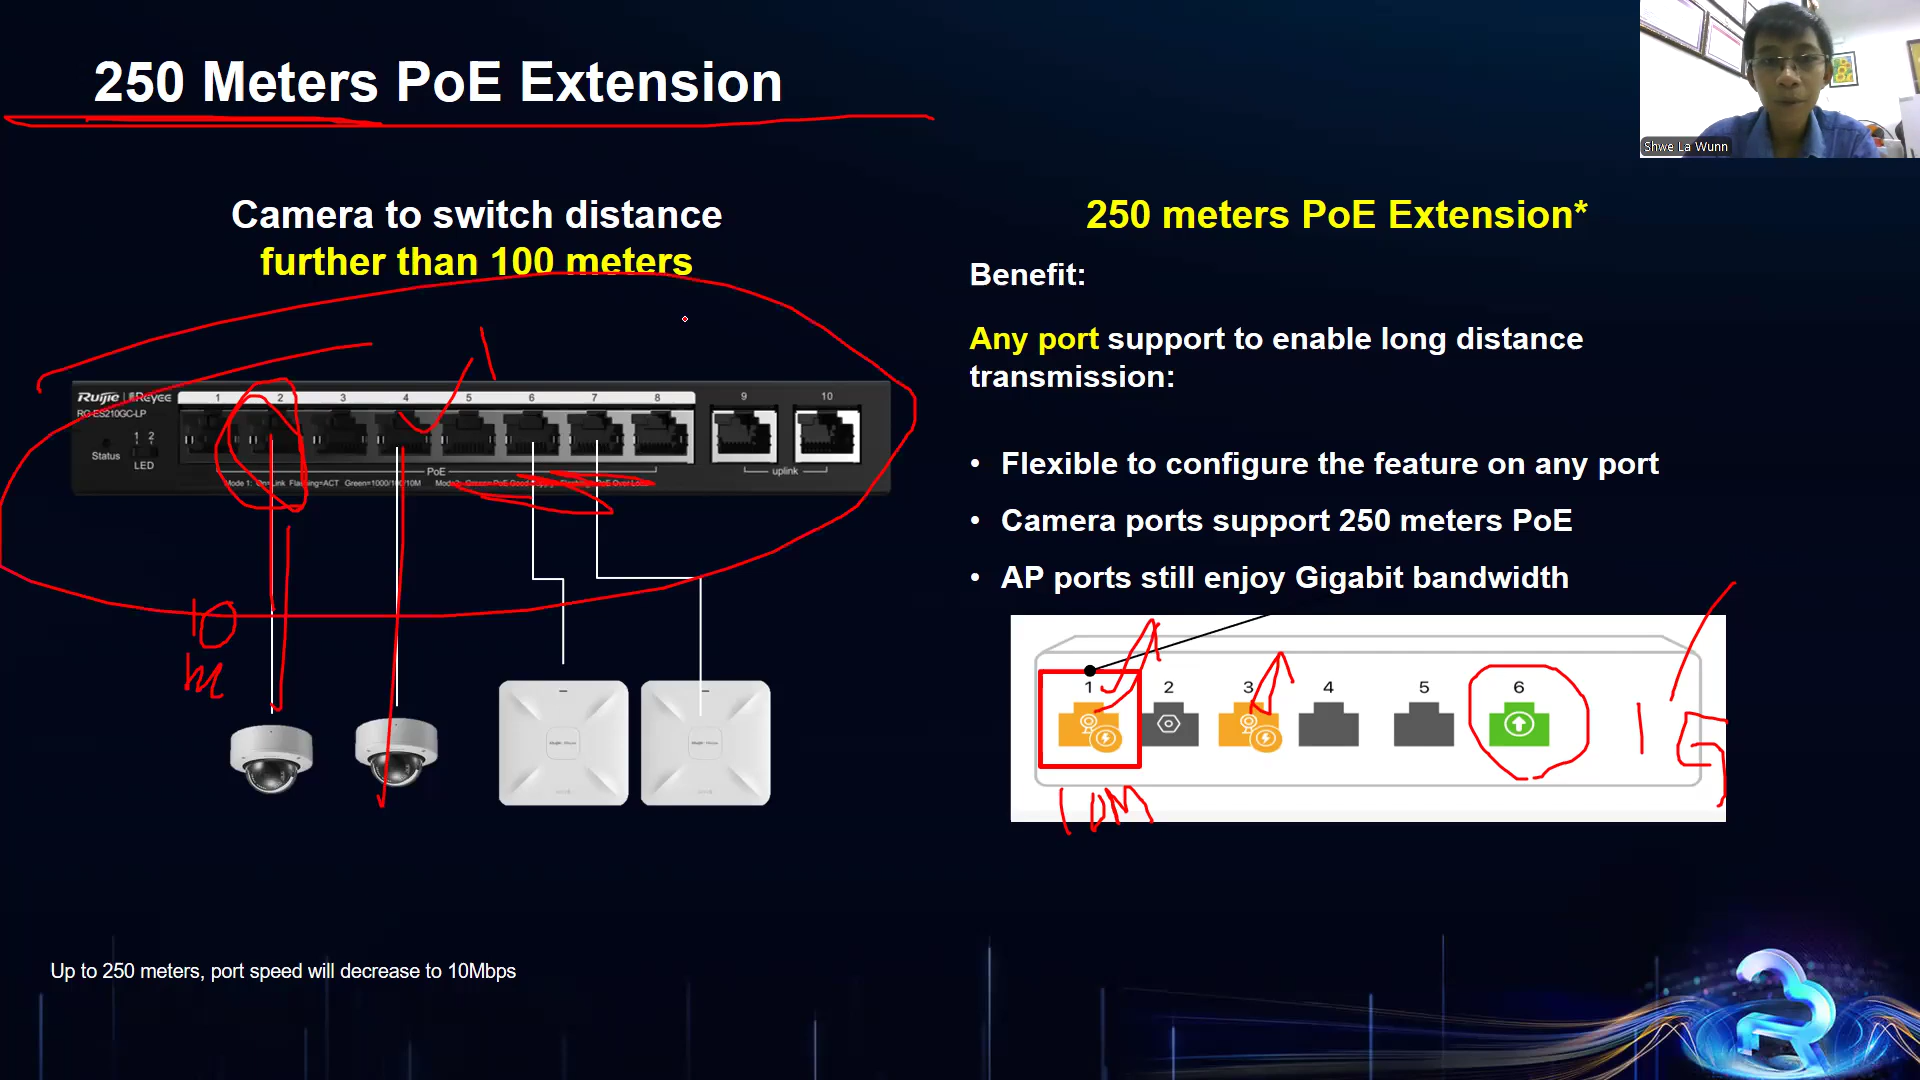 250 Meters PoE Extension
Shwe La Wunn
Camera to switch distance
further than 100 meters
Ruijie Reyee
RG-ES210GC-LP
1 2 3 4 5 6 7 8 9 10
Status
1 2
LED
PoE
uplink
10
M
250 meters PoE Extension*
Benefit:
Any port support to enable long distance
transmission:
• Flexible to configure the feature on any port
• Camera ports support 250 meters PoE
• AP ports still enjoy Gigabit bandwidth
1 2 3 4 5 6
10M
15
Up to 250 meters, port speed will decrease to 10Mbps